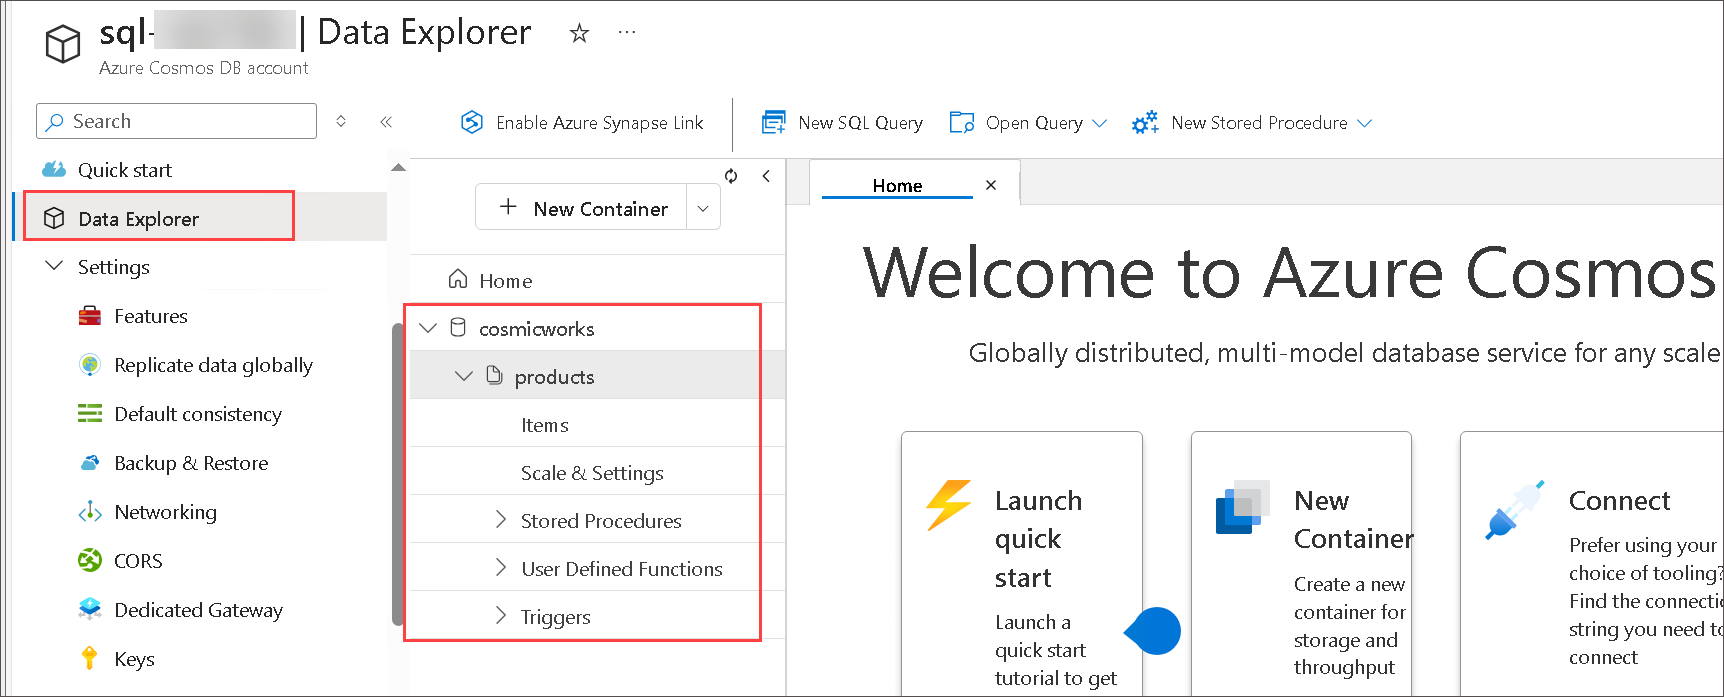 sql-
| Data Explorer
Azure Cosmos DB account
Search
Enable Azure Synapse Link
New SQL Query
Open Query
New Stored Procedure
Quick start
Data Explorer
Settings
Features
Replicate data globally
Default consistency
Backup & Restore
Networking
CORS
Dedicated Gateway
Keys
New Container
Home
cosmicworks
products
Items
Scale & Settings
Stored Procedures
User Defined Functions
Triggers
Home
Welcome to Azure Cosmos
Globally distributed, multi-model database service for any scale
Launch
quick
start
Launch a
quick start
tutorial to get
New
Container
Create a new
container for
storage and
throughput
Connect
Prefer using your
choice of tooling?
Find the connectio
string you need to
connect